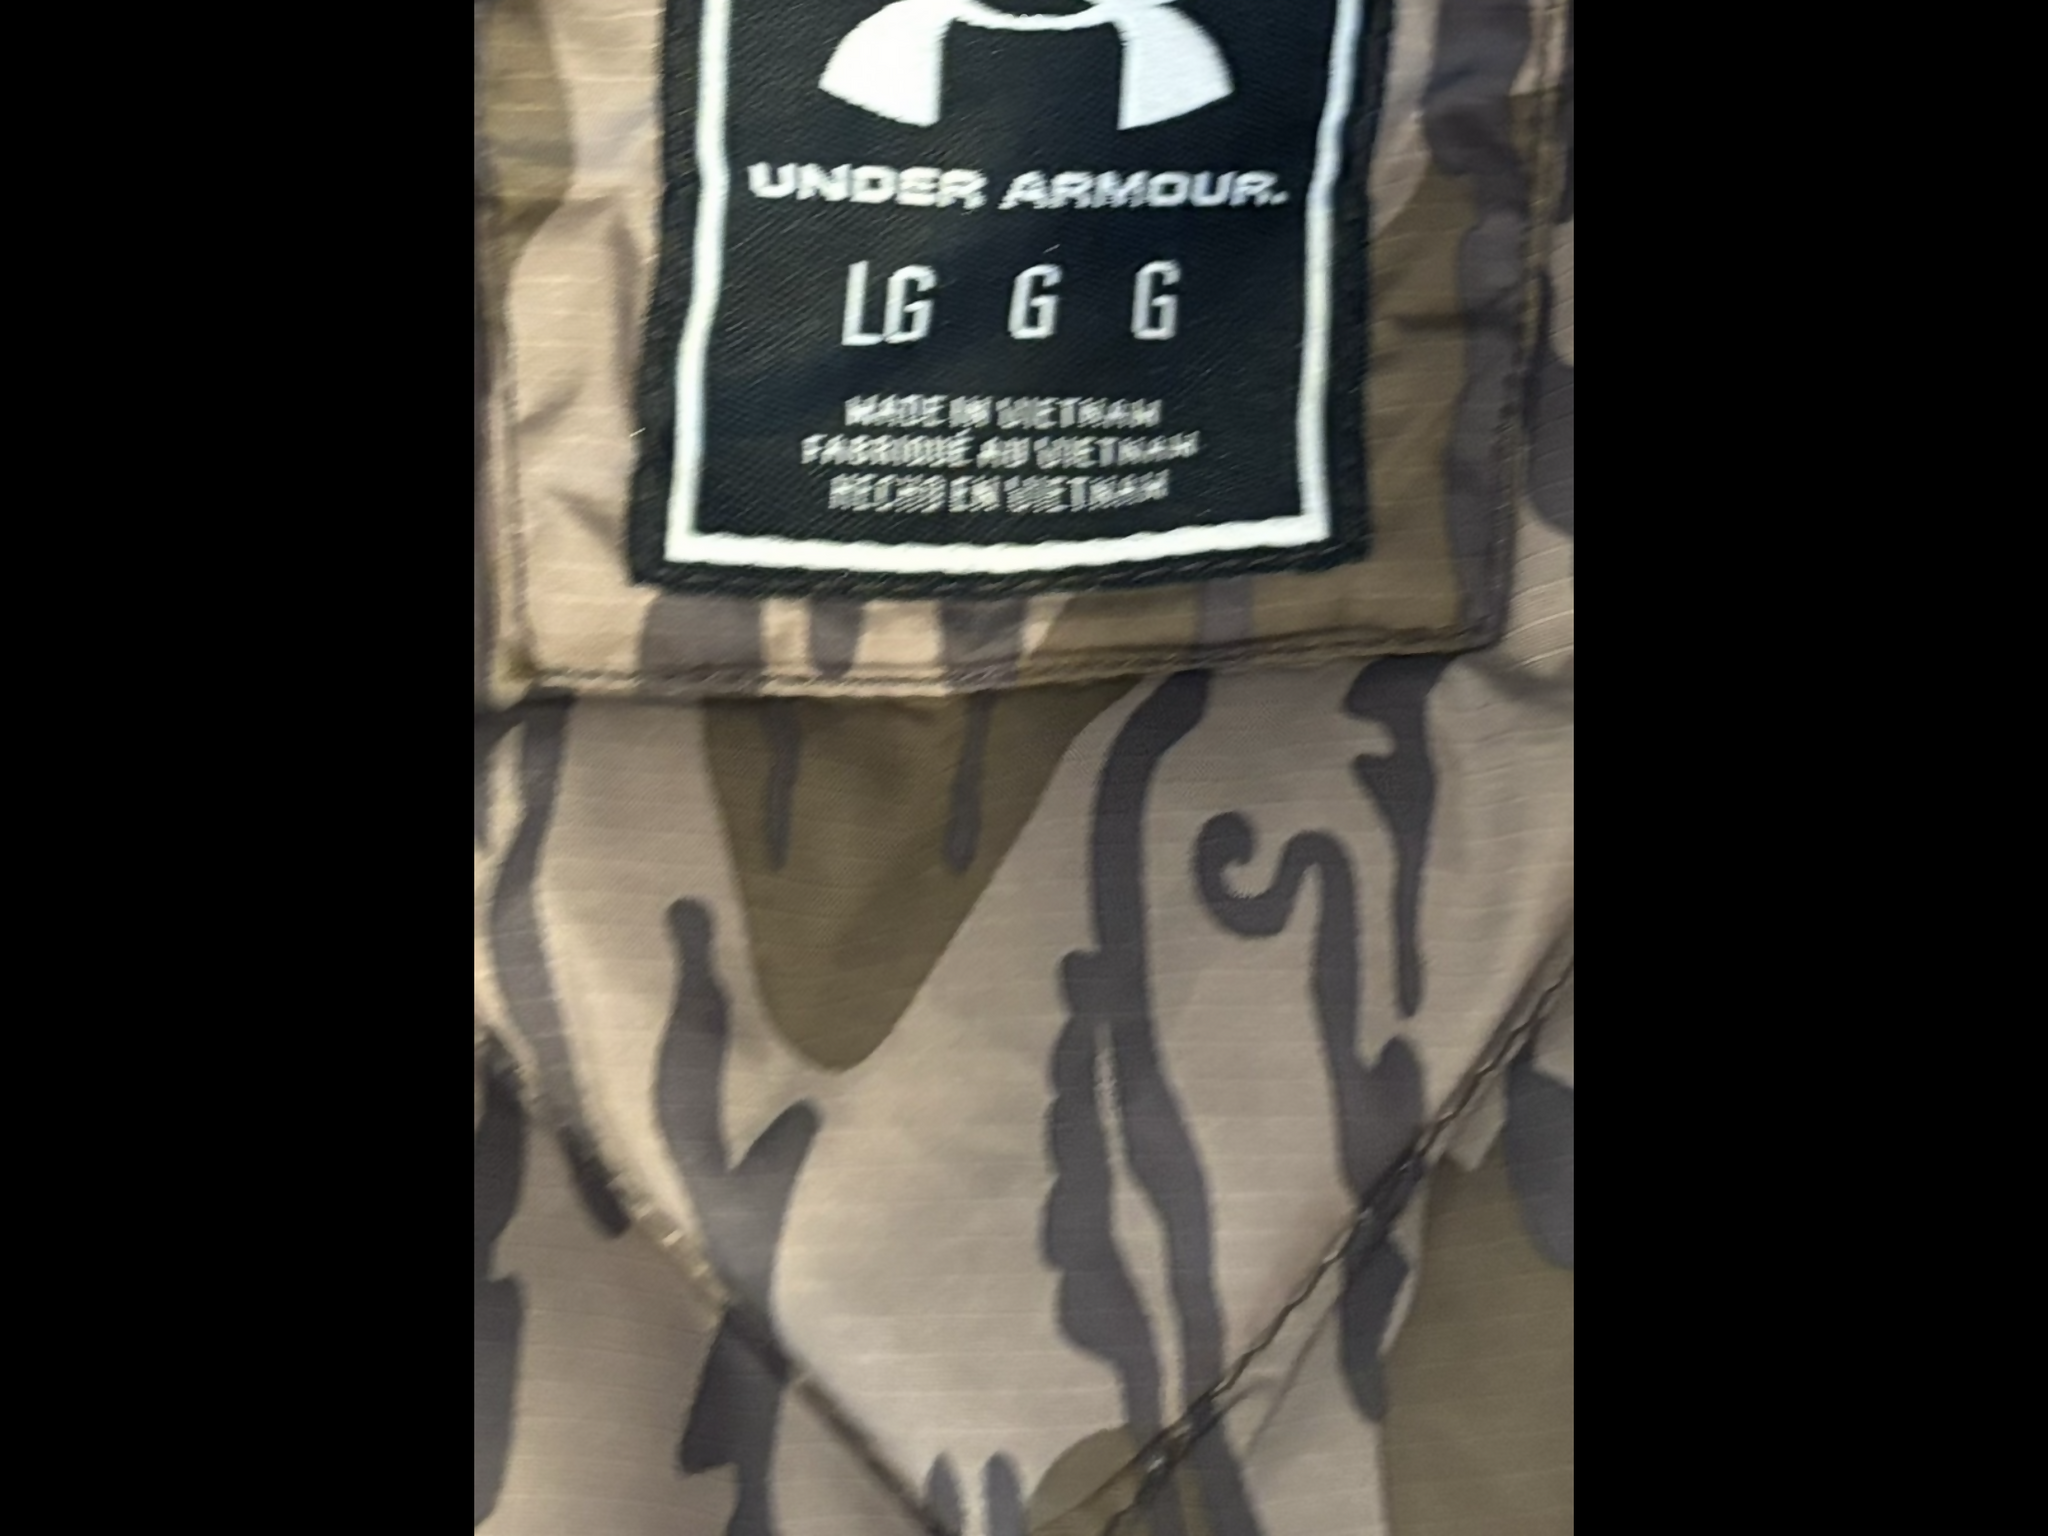 UNDER ARMOUR.
LG G G
MADE IN VIETNAM
FABRIQUÉ AU VIETNAM
HECHO EN VIETNAM